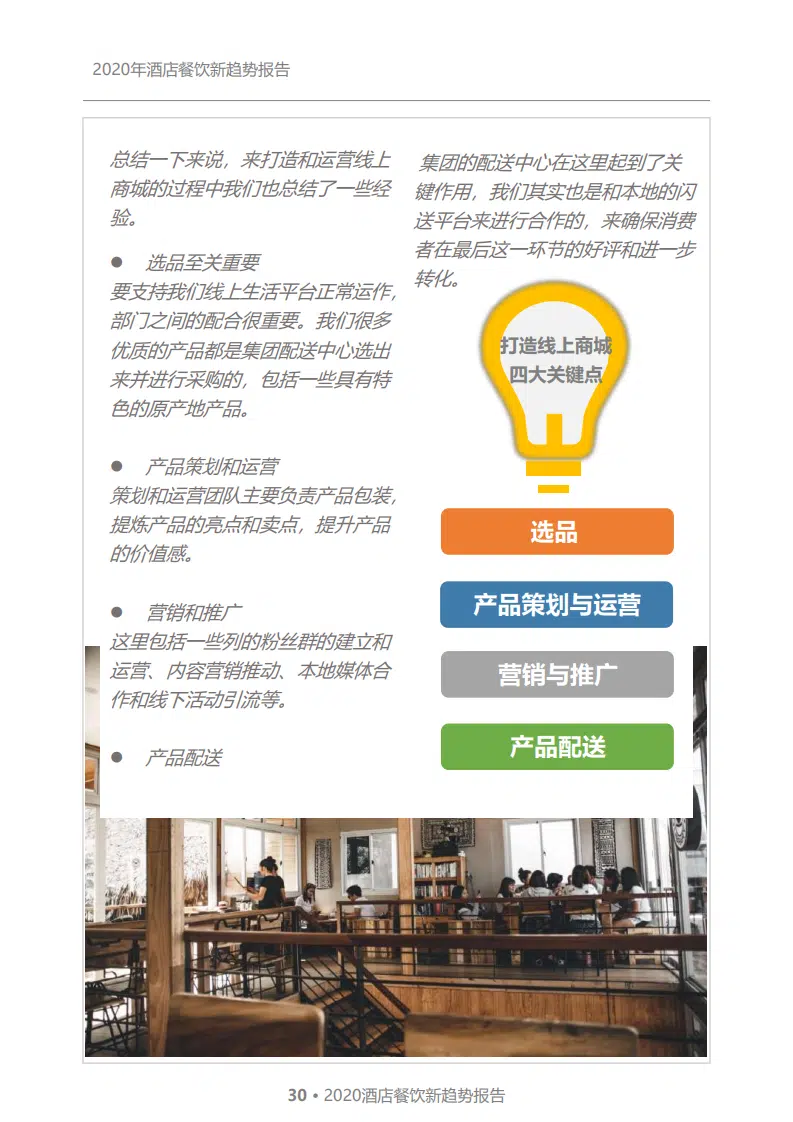 2020年酒店餐饮新趋势报告
总结一下来说，来打造和运营线上
商城的过程中我们也总结了一些经
验。
● 选品至关重要
要支持我们线上生活平台正常运作，
部门之间的配合很重要。我们很多
优质的产品都是集团配送中心选出
来并进行采购的，包括一些具有特
色的原产地产品。
● 产品策划和运营
策划和运营团队主要负责产品包装，
提炼产品的亮点和卖点，提升产品
的价值感。
● 营销和推广
这里包括一些列的粉丝群的建立和
运营、内容营销推动、本地媒体合
作和线下活动引流等。
● 产品配送
集团的配送中心在这里起到了关
键作用，我们其实也是和本地的闪
送平台来进行合作的，来确保消费
者在最后这一环节的好评和进一步
转化。
打造线上商城
四大关键点
选品
产品策划与运营
营销与推广
产品配送
30 • 2020酒店餐饮新趋势报告